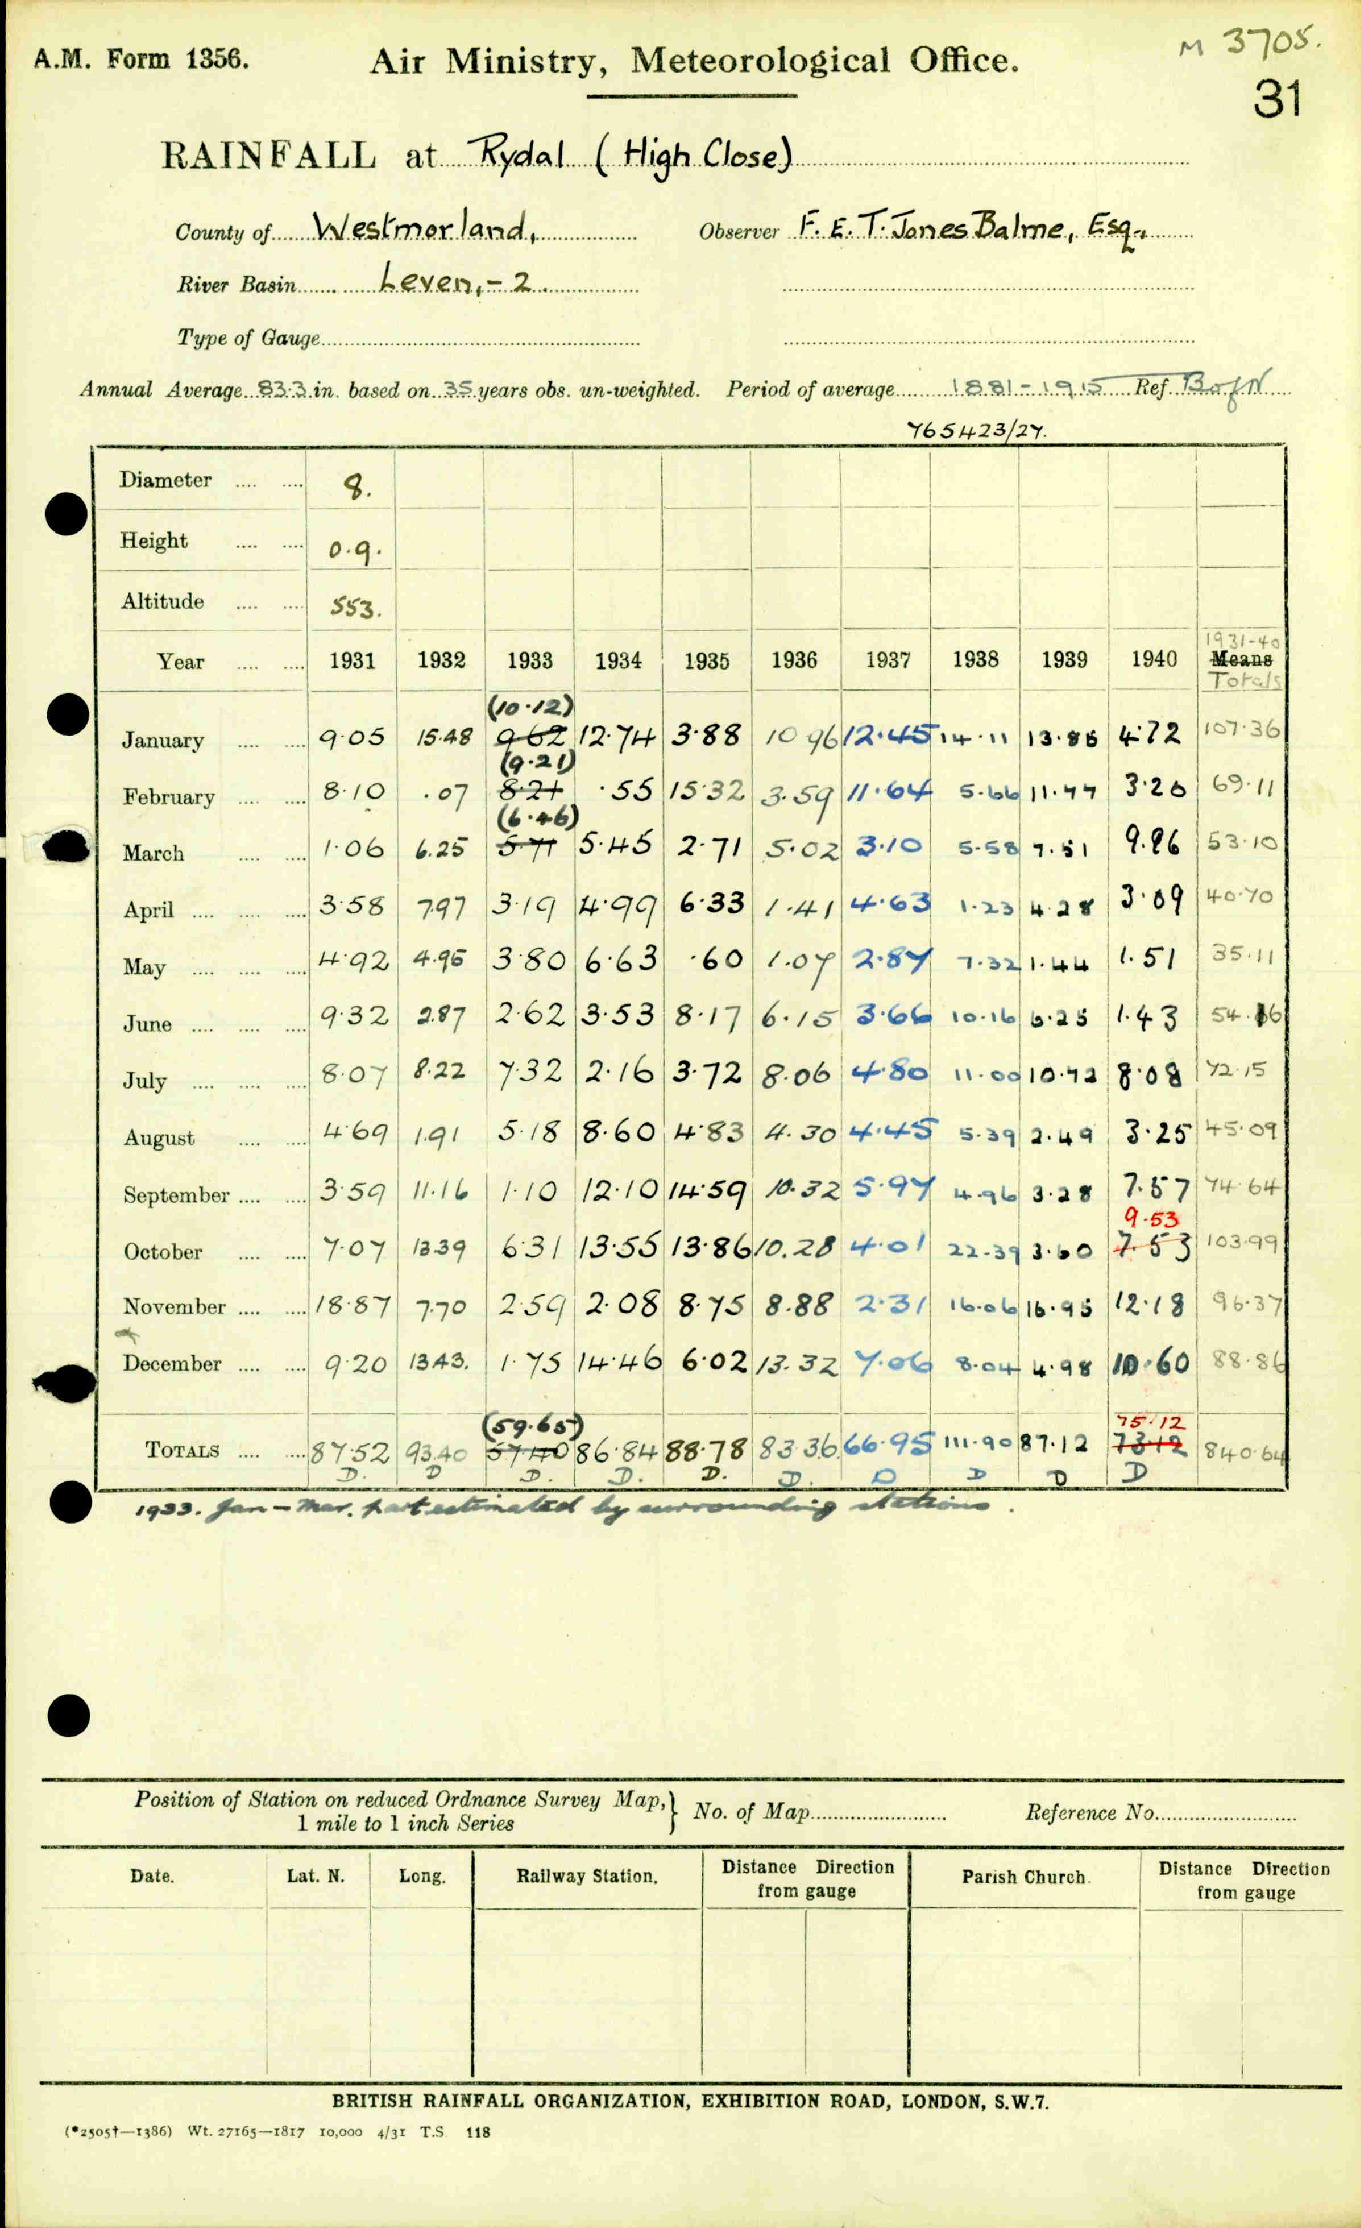 M 3705.
A.M. Form 1356. Air Ministry, Meteorological Office.
31
RAINFALL at Rydal (High Close)
County of Westmorland, Observer F. E. T. Jones Balme, Esq.,
River Basin Leven, - 2
Type of Gauge
Annual Average 83.3 in. based on 35 years obs. un-weighted. Period of average 1881-1915 Ref. B of N
765423/27.
Diameter 8.
Height 0.9.
Altitude 553.
1931-40
Year 1931 1932 1933 1934 1935 1936 1937 1938 1939 1940 Means
Totals
(10.12)
January 9.05 15.48 9.62 12.74 3.88 10.96 12.45 14.11 13.85 4.72 107.36
(9.21)
February 8.10 .07 8.21 .55 15.32 3.59 11.64 5.66 11.77 3.20 69.11
(6.46)
March 1.06 6.25 5.71 5.45 2.71 5.02 3.10 5.58 7.51 9.96 53.10
April 3.58 7.97 3.19 4.99 6.33 1.41 4.63 1.23 4.28 3.09 40.70
May 4.92 4.95 3.80 6.63 .60 1.07 2.87 7.32 1.44 1.51 35.11
June 9.32 2.87 2.62 3.53 8.17 6.15 3.66 10.16 6.25 1.43 54.16
July 8.07 8.22 7.32 2.16 3.72 8.06 4.80 11.00 10.72 8.08 72.15
August 4.69 1.91 5.18 8.60 4.83 4.30 4.45 5.39 2.49 3.25 45.09
September 3.59 11.16 1.10 12.10 14.59 10.32 5.97 4.96 3.28 7.57 74.64
9.53
October 7.07 13.39 6.31 13.55 13.86 10.28 4.01 22.39 3.60 7.53 103.99
November 18.87 7.70 2.59 2.08 8.75 8.88 2.31 16.06 16.95 12.18 96.37
December 9.20 13.43. 1.75 14.46 6.02 13.32 7.06 8.04 4.98 10.60 88.86
(59.65) 75.12
TOTALS 87.52 93.40 57.40 86.84 88.78 83.36 66.95 111.90 87.12 73.12 840.64
D. D D. D. D. D. D D D D
1933. Jan - Mar. part estimated by surrounding stations.
Position of Station on reduced Ordnance Survey Map, } No. of Map Reference No.
1 mile to 1 inch Series
Date. Lat. N. Long. Railway Station. Distance Direction Parish Church. Distance Direction
from gauge from gauge
BRITISH RAINFALL ORGANIZATION, EXHIBITION ROAD, LONDON, S.W.7.
(*2505†—1386) Wt. 27165—1817 10,000 4/31 T.S. 118